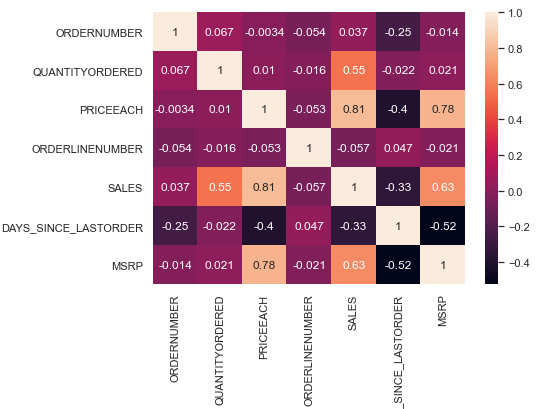 ORDERNUMBER 1 0.067 -0.0034 -0.054 0.037 -0.25 -0.014
QUANTITYORDERED 0.067 1 0.01 -0.016 0.55 -0.022 0.021
PRICEEACH -0.0034 0.01 1 -0.053 0.81 -0.4 0.78
ORDERLINENUMBER -0.054 -0.016 -0.053 1 -0.057 0.047 -0.021
SALES 0.037 0.55 0.81 -0.057 1 -0.33 0.63
DAYS_SINCE_LASTORDER -0.25 -0.022 -0.4 0.047 -0.33 1 -0.52
MSRP -0.014 0.021 0.78 -0.021 0.63 -0.52 1
ORDERNUMBER
QUANTITYORDERED
PRICEEACH
ORDERLINENUMBER
SALES
_SINCE_LASTORDER
MSRP
1.0
0.8
0.6
0.4
0.2
0.0
−0.2
−0.4